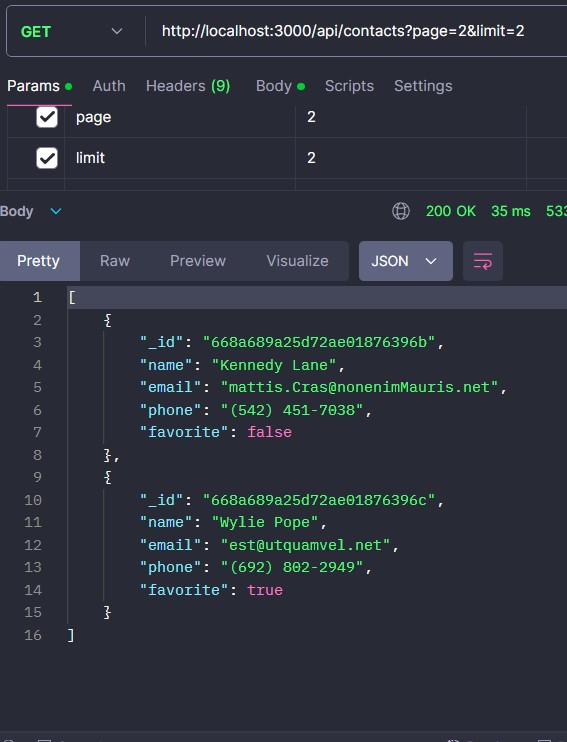 GET http://localhost:3000/api/contacts?page=2&limit=2
Params Auth Headers (9) Body Scripts Settings
page 2
limit 2
Body 200 OK 35 ms 533
Pretty Raw Preview Visualize JSON
1 [
2 {
3 "_id": "668a689a25d72ae01876396b",
4 "name": "Kennedy Lane",
5 "email": "mattis.Cras@nonenimMauris.net",
6 "phone": "(542) 451-7038",
7 "favorite": false
8 },
9 {
10 "_id": "668a689a25d72ae01876396c",
11 "name": "Wylie Pope",
12 "email": "est@utquamvel.net",
13 "phone": "(692) 802-2949",
14 "favorite": true
15 }
16 ]